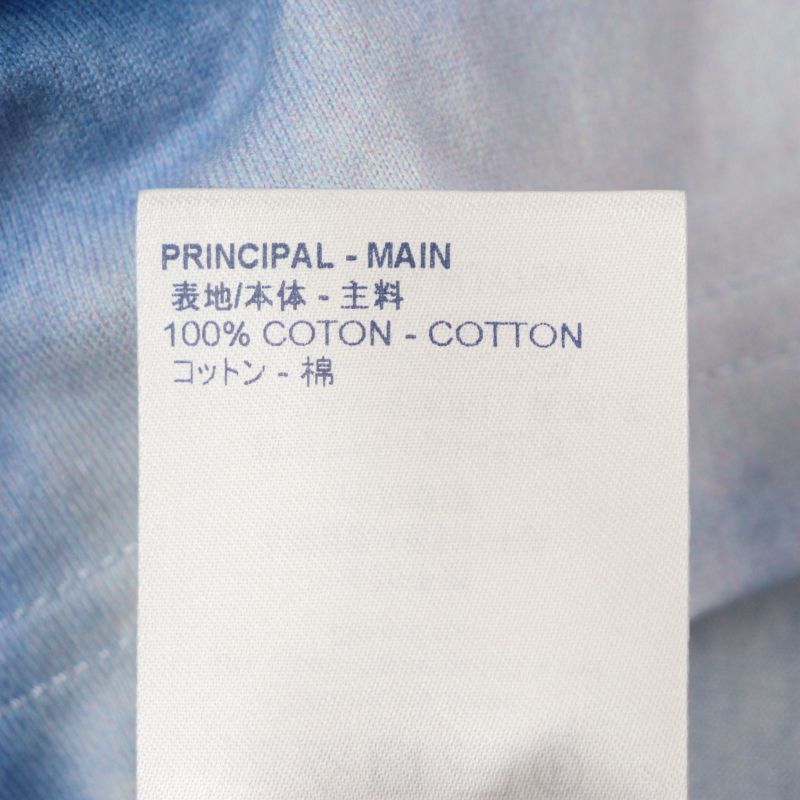 PRINCIPAL - MAIN
表地/本体 - 主料
100% COTON - COTTON
コットン - 棉